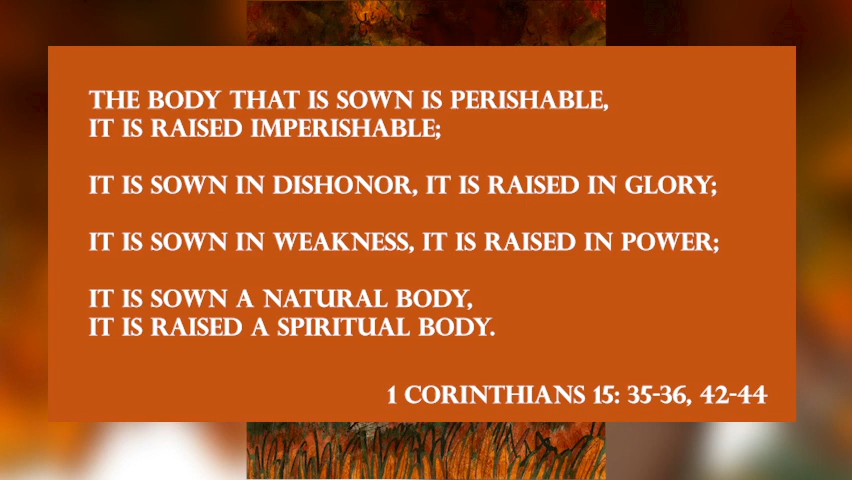 THE BODY THAT IS SOWN IS PERISHABLE,
IT IS RAISED IMPERISHABLE;
IT IS SOWN IN DISHONOR, IT IS RAISED IN GLORY;
IT IS SOWN IN WEAKNESS, IT IS RAISED IN POWER;
IT IS SOWN A NATURAL BODY,
IT IS RAISED A SPIRITUAL BODY.
1 CORINTHIANS 15: 35-36, 42-44